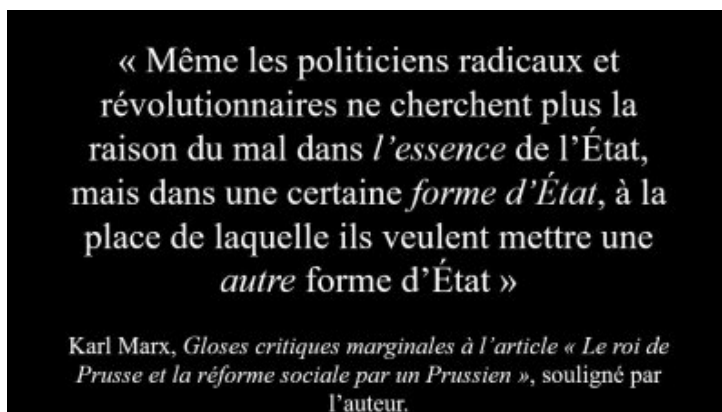 « Même les politiciens radicaux et
révolutionnaires ne cherchent plus la
raison du mal dans l’essence de l’État,
mais dans une certaine forme d’État, à la
place de laquelle ils veulent mettre une
autre forme d’État »
Karl Marx, Gloses critiques marginales à l’article « Le roi de
Prusse et la réforme sociale par un Prussien », souligné par
l’auteur.